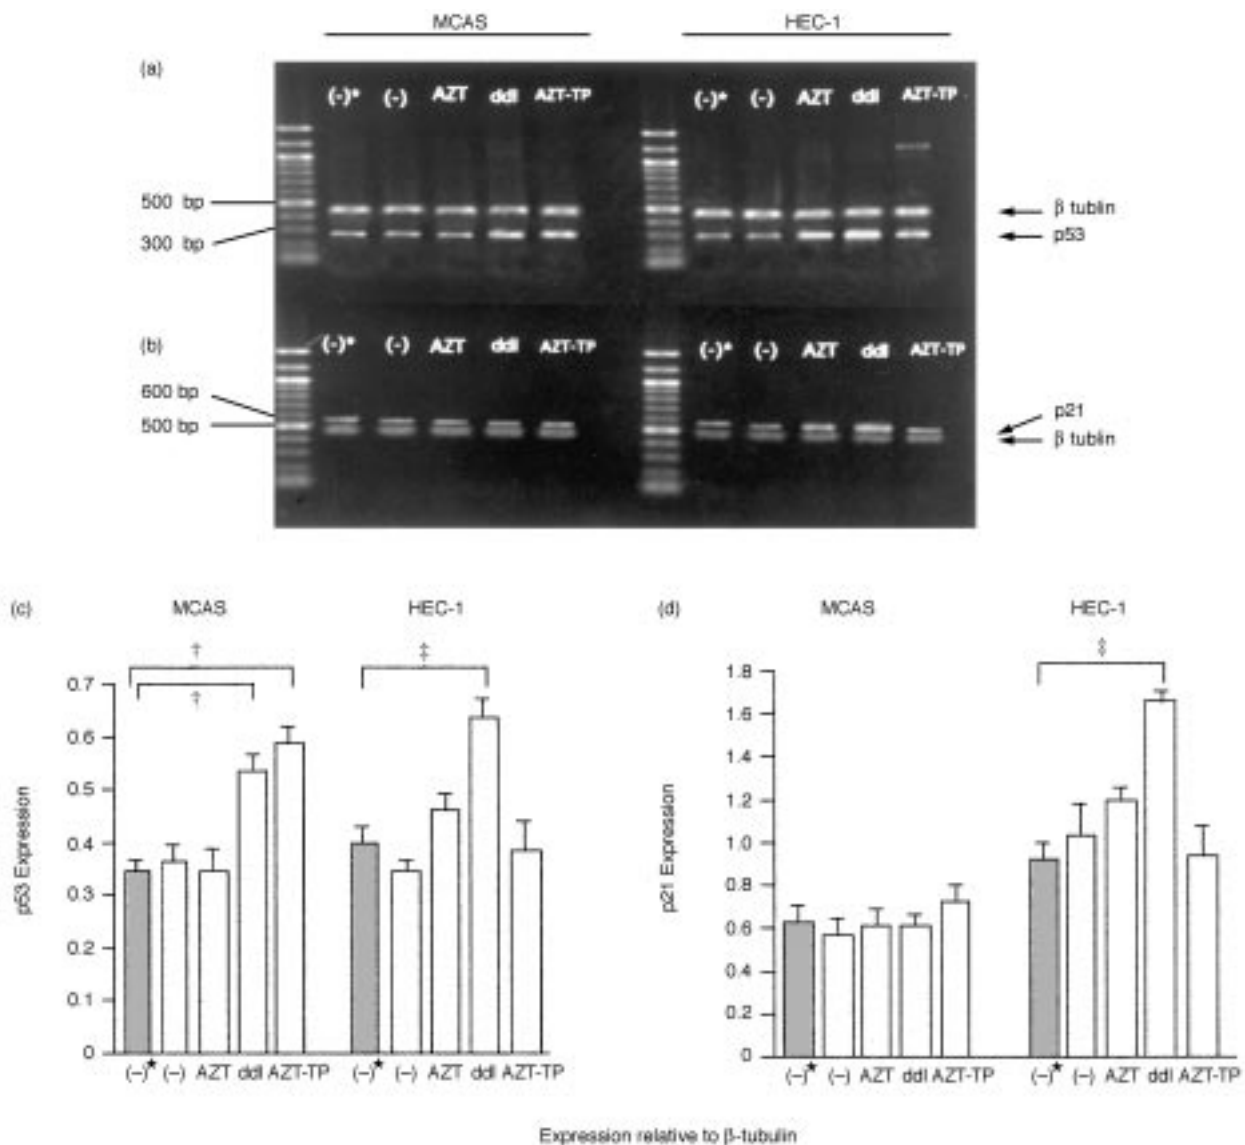 MCAS HEC-1
(a)
(-)* (-) AZT ddI AZT-TP (-)* (-) AZT ddI AZT-TP
500 bp
β tublin
300 bp
p53
(b)
(-)* (-) AZT ddI AZT-TP (-)* (-) AZT ddI AZT-TP
600 bp
p21
500 bp
β tublin
(c) MCAS HEC-1
† ‡
†
0.7
0.6
0.5
0.4
0.3
0.2
0.1
0
p53 Expression
(–)* (–) AZT ddI AZT-TP (–)* (–) AZT ddI AZT-TP
(d) MCAS HEC-1
‡
1.8
1.6
1.4
1.2
1.0
0.8
0.6
0.4
0.2
0
p21 Expression
(–)* (–) AZT ddI AZT-TP (–)* (–) AZT ddI AZT-TP
Expression relative to β-tubulin